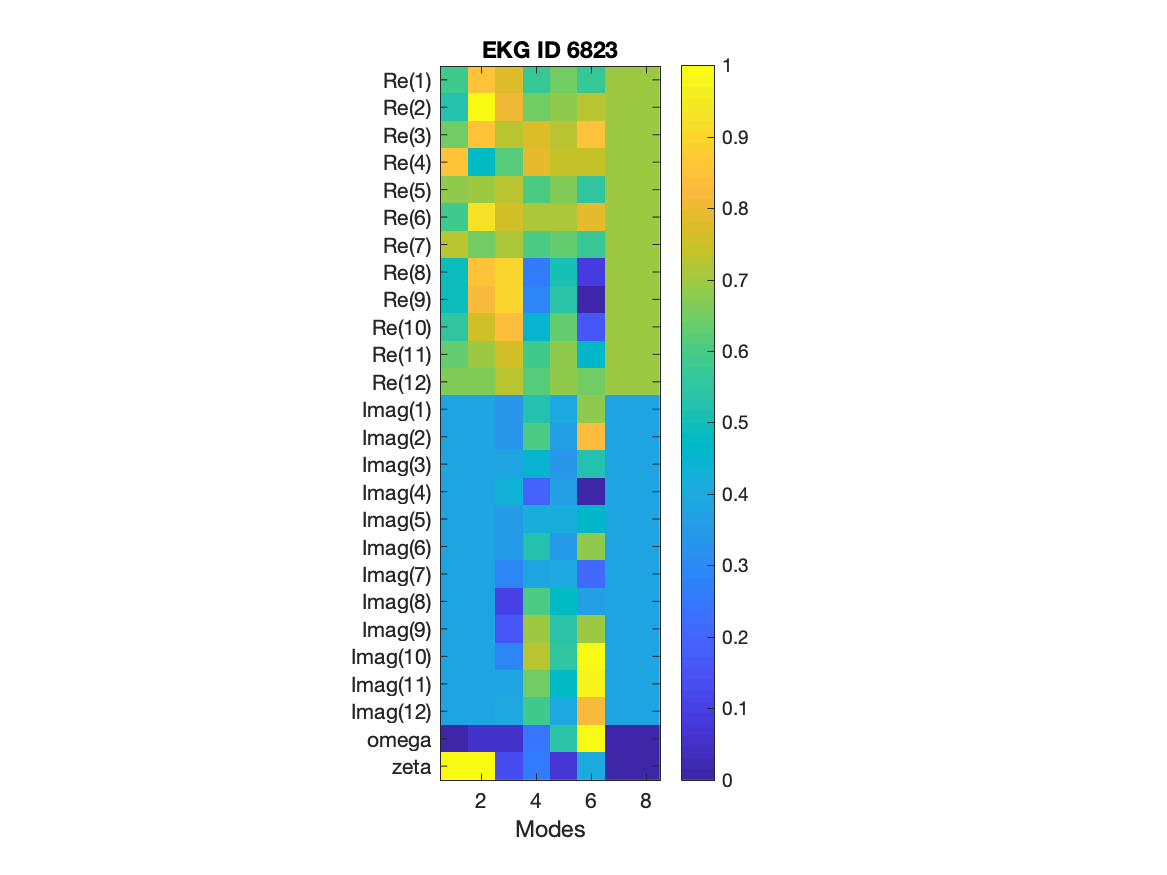 EKG ID 6823
Re(1)
Re(2)
Re(3)
Re(4)
Re(5)
Re(6)
Re(7)
Re(8)
Re(9)
Re(10)
Re(11)
Re(12)
Imag(1)
Imag(2)
Imag(3)
Imag(4)
Imag(5)
Imag(6)
Imag(7)
Imag(8)
Imag(9)
Imag(10)
Imag(11)
Imag(12)
omega
zeta
2 4 6 8
Modes
1
0.9
0.8
0.7
0.6
0.5
0.4
0.3
0.2
0.1
0